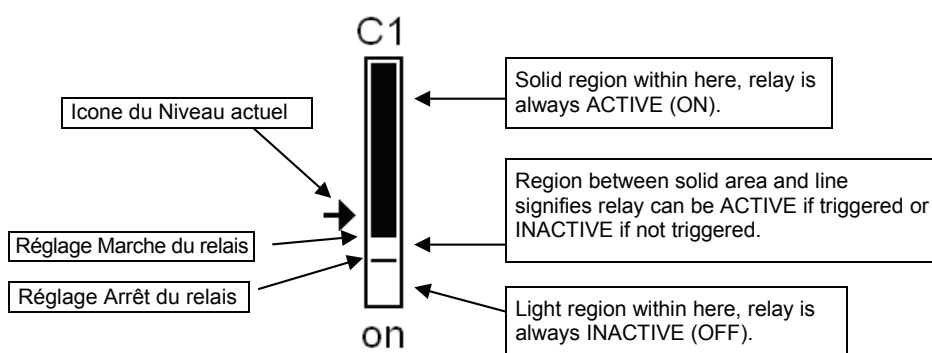 C1
Solid region within here, relay is
always ACTIVE (ON).
Icone du Niveau actuel
Region between solid area and line
signifies relay can be ACTIVE if triggered or
INACTIVE if not triggered.
Réglage Marche du relais
Réglage Arrêt du relais
Light region within here, relay is
always INACTIVE (OFF).
on